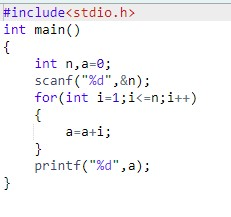 #include<stdio.h>
int main()
{
    int n,a=0;
    scanf("%d",&n);
    for(int i=1;i<=n;i++)
    {
        a=a+i;
    }
    printf("%d",a);
}